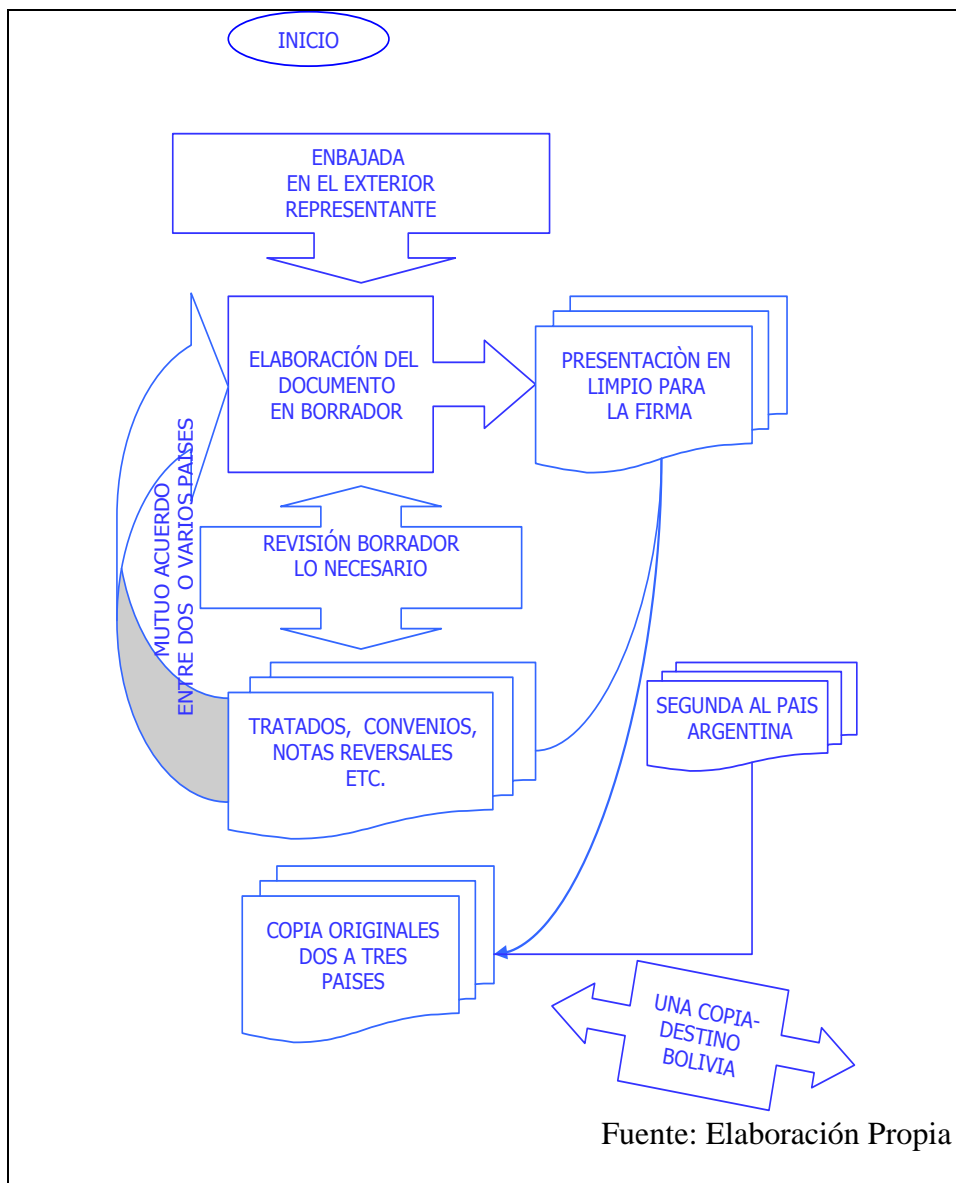 INICIO
ENBAJADA
EN EL EXTERIOR
REPRESENTANTE
ELABORACIÓN DEL
DOCUMENTO
EN BORRADOR
PRESENTACIÒN EN
LIMPIO PARA
LA FIRMA
MUTUO ACUERDO
ENTRE DOS O VARIOS PAISES
REVISIÓN BORRADOR
LO NECESARIO
TRATADOS, CONVENIOS,
NOTAS REVERSALES
ETC.
SEGUNDA AL PAIS
ARGENTINA
COPIA ORIGINALES
DOS A TRES
PAISES
UNA COPIA-
DESTINO
BOLIVIA
Fuente: Elaboración Propia